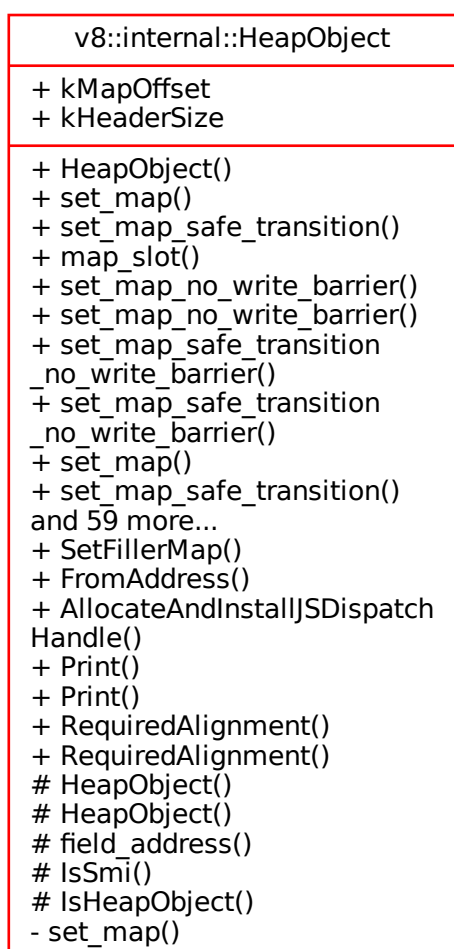 v8::internal::HeapObject
+ kMapOffset
+ kHeaderSize
+ HeapObject()
+ set_map()
+ set_map_safe_transition()
+ map_slot()
+ set_map_no_write_barrier()
+ set_map_no_write_barrier()
+ set_map_safe_transition
_no_write_barrier()
+ set_map_safe_transition
_no_write_barrier()
+ set_map()
+ set_map_safe_transition()
and 59 more...
+ SetFillerMap()
+ FromAddress()
+ AllocateAndInstallJSDispatch
Handle()
+ Print()
+ Print()
+ RequiredAlignment()
+ RequiredAlignment()
# HeapObject()
# HeapObject()
# field_address()
# IsSmi()
# IsHeapObject()
- set_map()